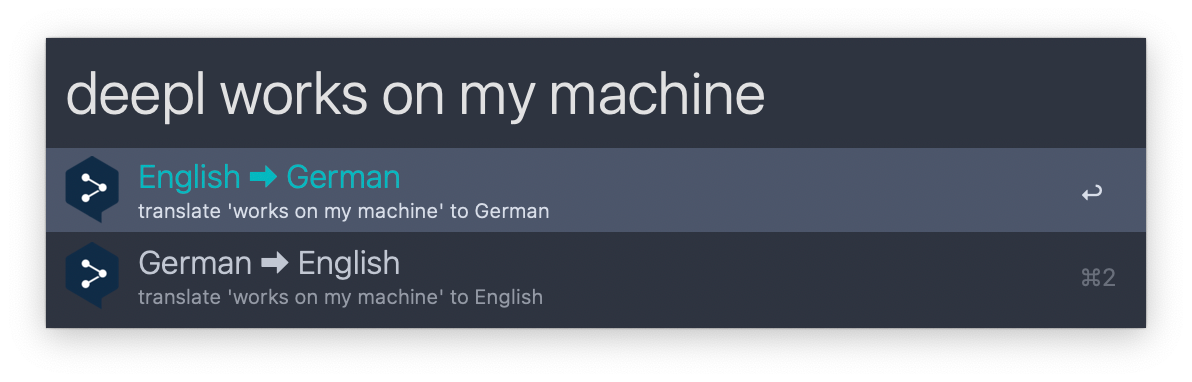 deepl works on my machine
English ➡ German
translate 'works on my machine' to German
↩
German ➡ English
translate 'works on my machine' to English
⌘2